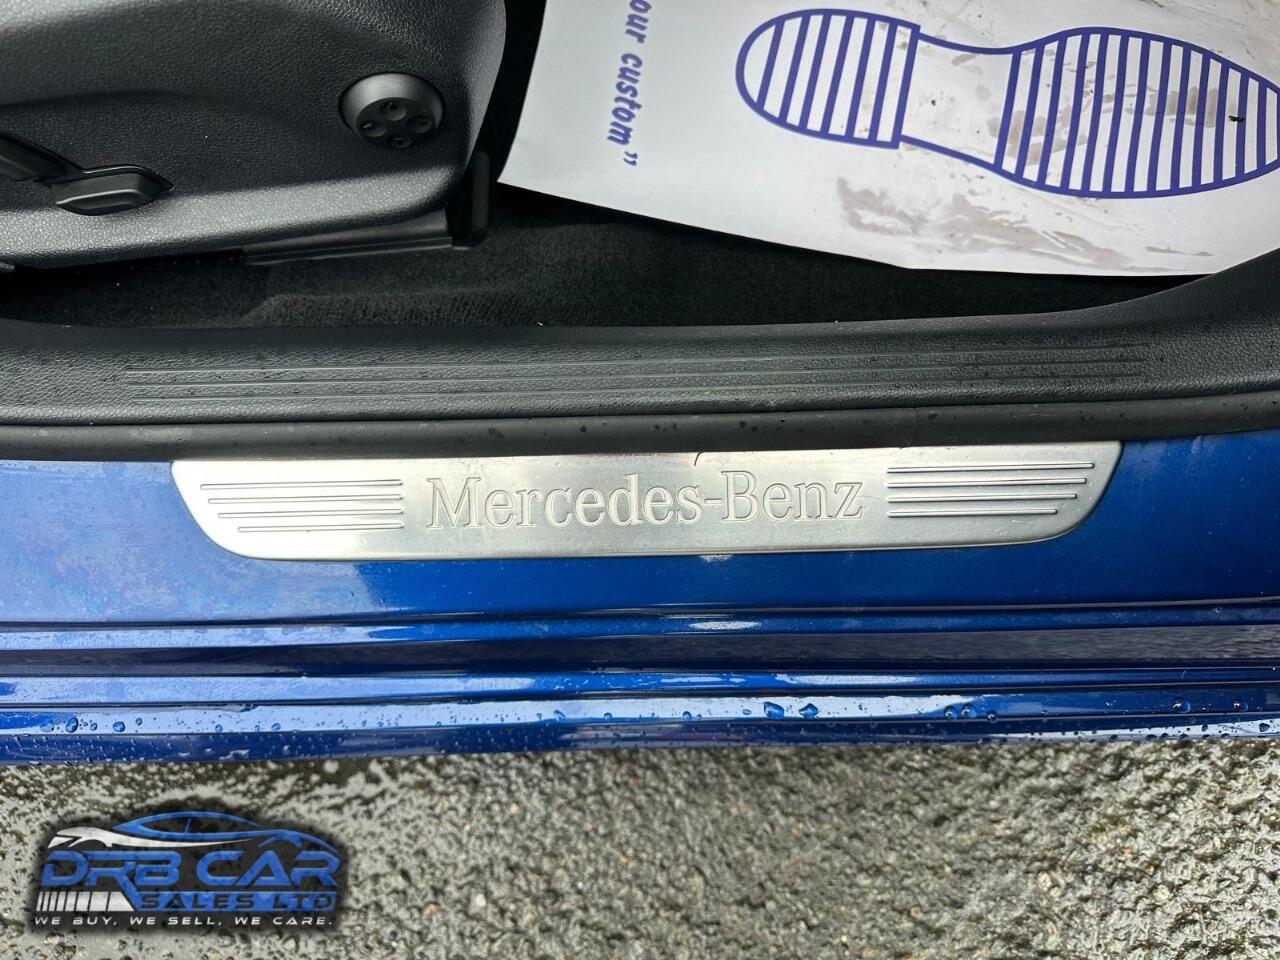 our custom"
Mercedes-Benz
DRB CAR
SALES LTD
WE BUY, WE SELL, WE CARE.